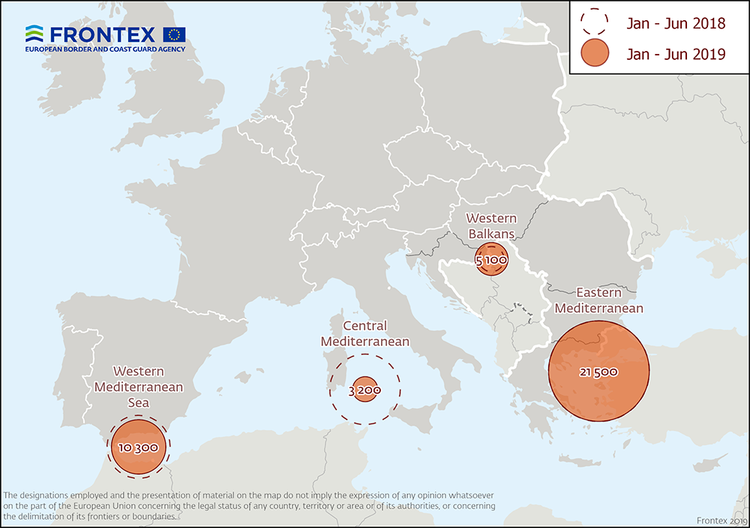 FRONTEX
EUROPEAN BORDER AND COAST GUARD AGENCY
Jan - Jun 2018
Jan - Jun 2019
Western
Balkans
5 100
Eastern
Mediterranean
21 500
Central
Mediterranean
3 200
Western
Mediterranean
Sea
10 300
The designations employed and the presentation of material on the map do not imply the expression of any opinion whatsoever
on the part of the European Union concerning the legal status of any country, territory or area or of its authorities, or concerning
the delimitation of its frontiers or boundaries.
Frontex 2019